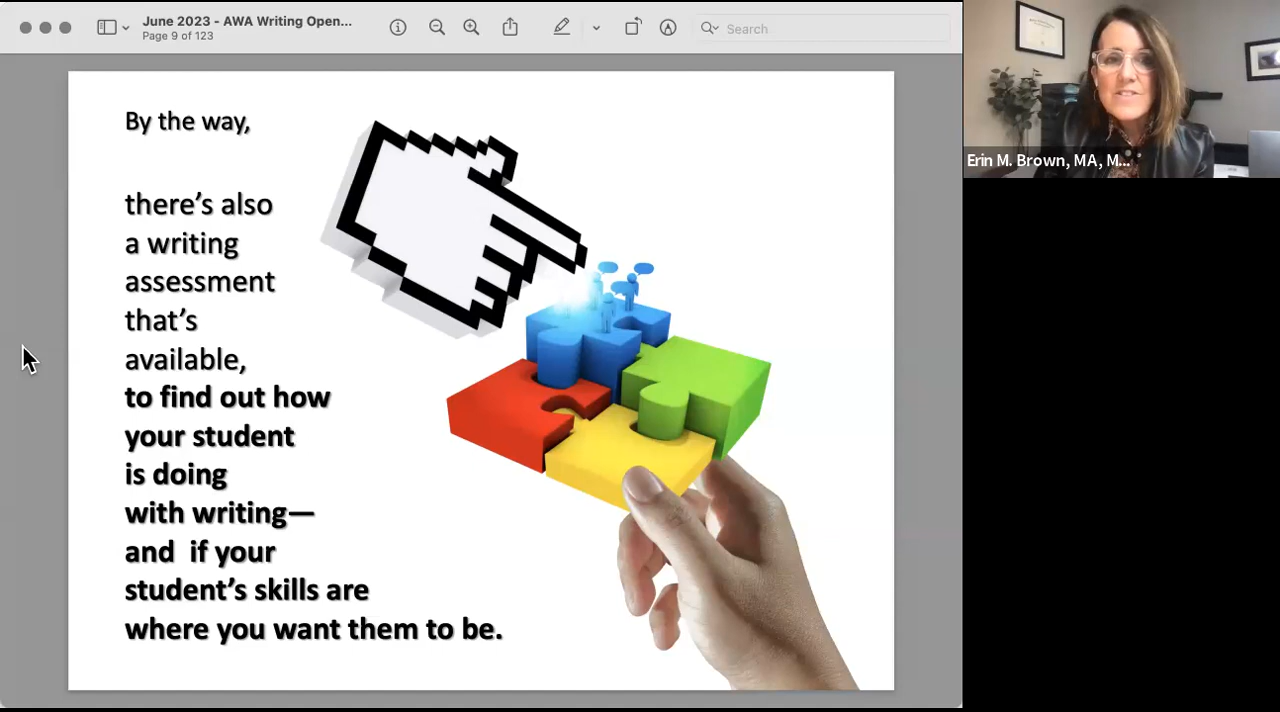 June 2023 - AWA Writing Open...
Page 9 of 123
Search
By the way,
there's also
a writing
assessment
that's
available,
to find out how
your student
is doing
with writing—
and  if your
student's skills are
where you want them to be.
Erin M. Brown, MA, M...